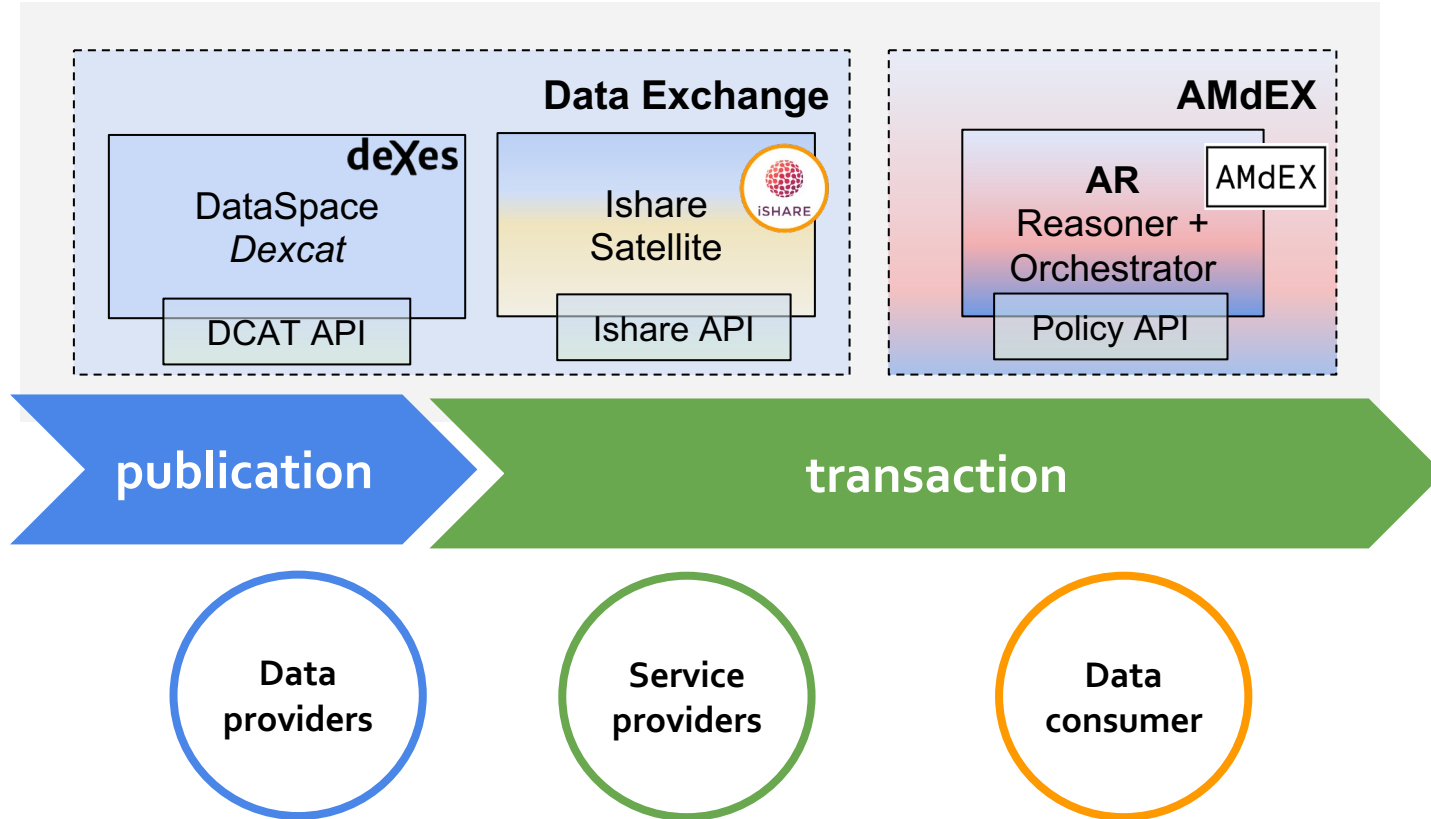 Data Exchange
deXes
DataSpace
Dexcat
DCAT API
Ishare
Satellite
iSHARE
Ishare API
AMdEX
AR
Reasoner +
Orchestrator
AMdEX
Policy API
publication
transaction
Data
providers
Service
providers
Data
consumer